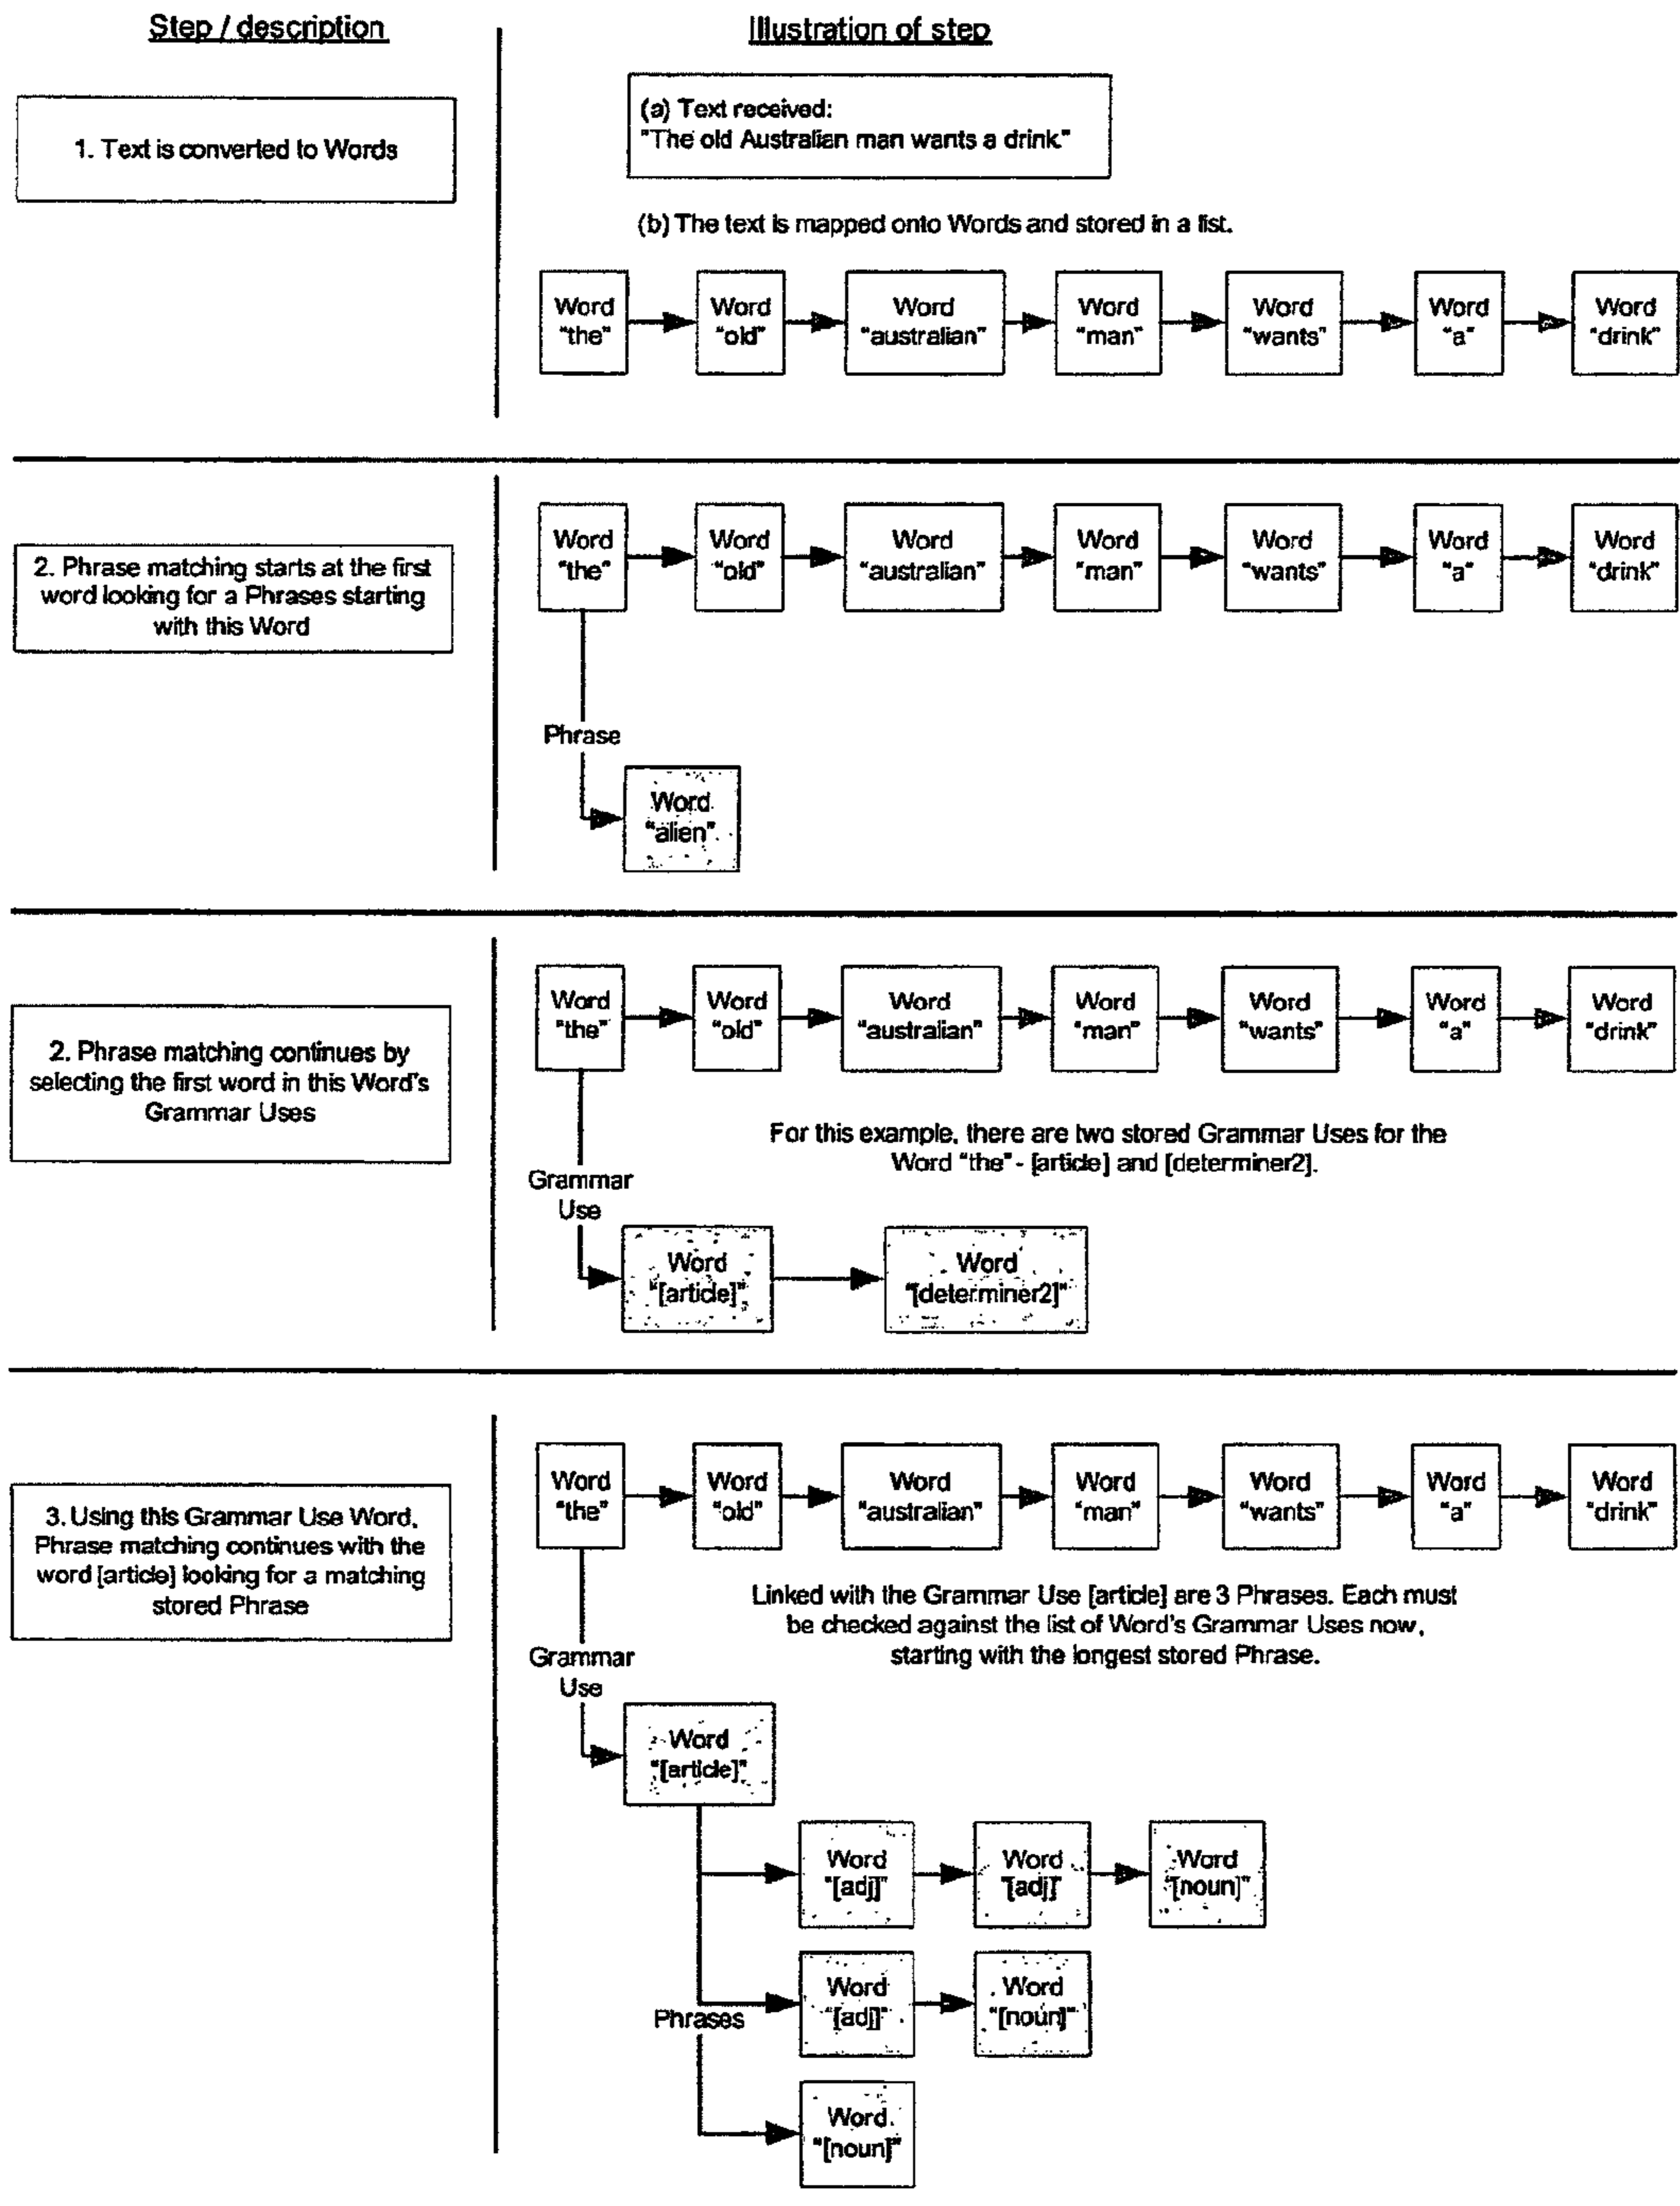 Step / description
Illustration of step
1. Text is converted to Words
(a) Text received:
"The old Australian man wants a drink"
(b) The text is mapped onto Words and stored in a list.
Word "the"
Word "old"
Word "australian"
Word "man"
Word "wants"
Word "a"
Word "drink"
2. Phrase matching starts at the first
word looking for a Phrases starting
with this Word
Word "the"
Word "old"
Word "australian"
Word "man"
Word "wants"
Word "a"
Word "drink"
Phrase
Word
"alien"
2. Phrase matching continues by
selecting the first word in this Word's
Grammar Uses
Word "the"
Word "old"
Word "australian"
Word "man"
Word "wants"
Word "a"
Word "drink"
For this example, there are two stored Grammar Uses for the
Word "the" - [article] and [determiner2].
Grammar
Use
Word "[article]"
Word "[determiner2]"
3. Using this Grammar Use Word,
Phrase matching continues with the
word [article] looking for a matching
stored Phrase
Word "the"
Word "old"
Word "australian"
Word "man"
Word "wants"
Word "a"
Word "drink"
Linked with the Grammar Use [article] are 3 Phrases. Each must
be checked against the list of Word's Grammar Uses now,
starting with the longest stored Phrase.
Grammar
Use
Word
"[article]"
Word "[adj]"
Word "[adj]"
Word "[noun]"
Word "[adj]"
Word "[noun]"
Phrases
Word
"[noun]"